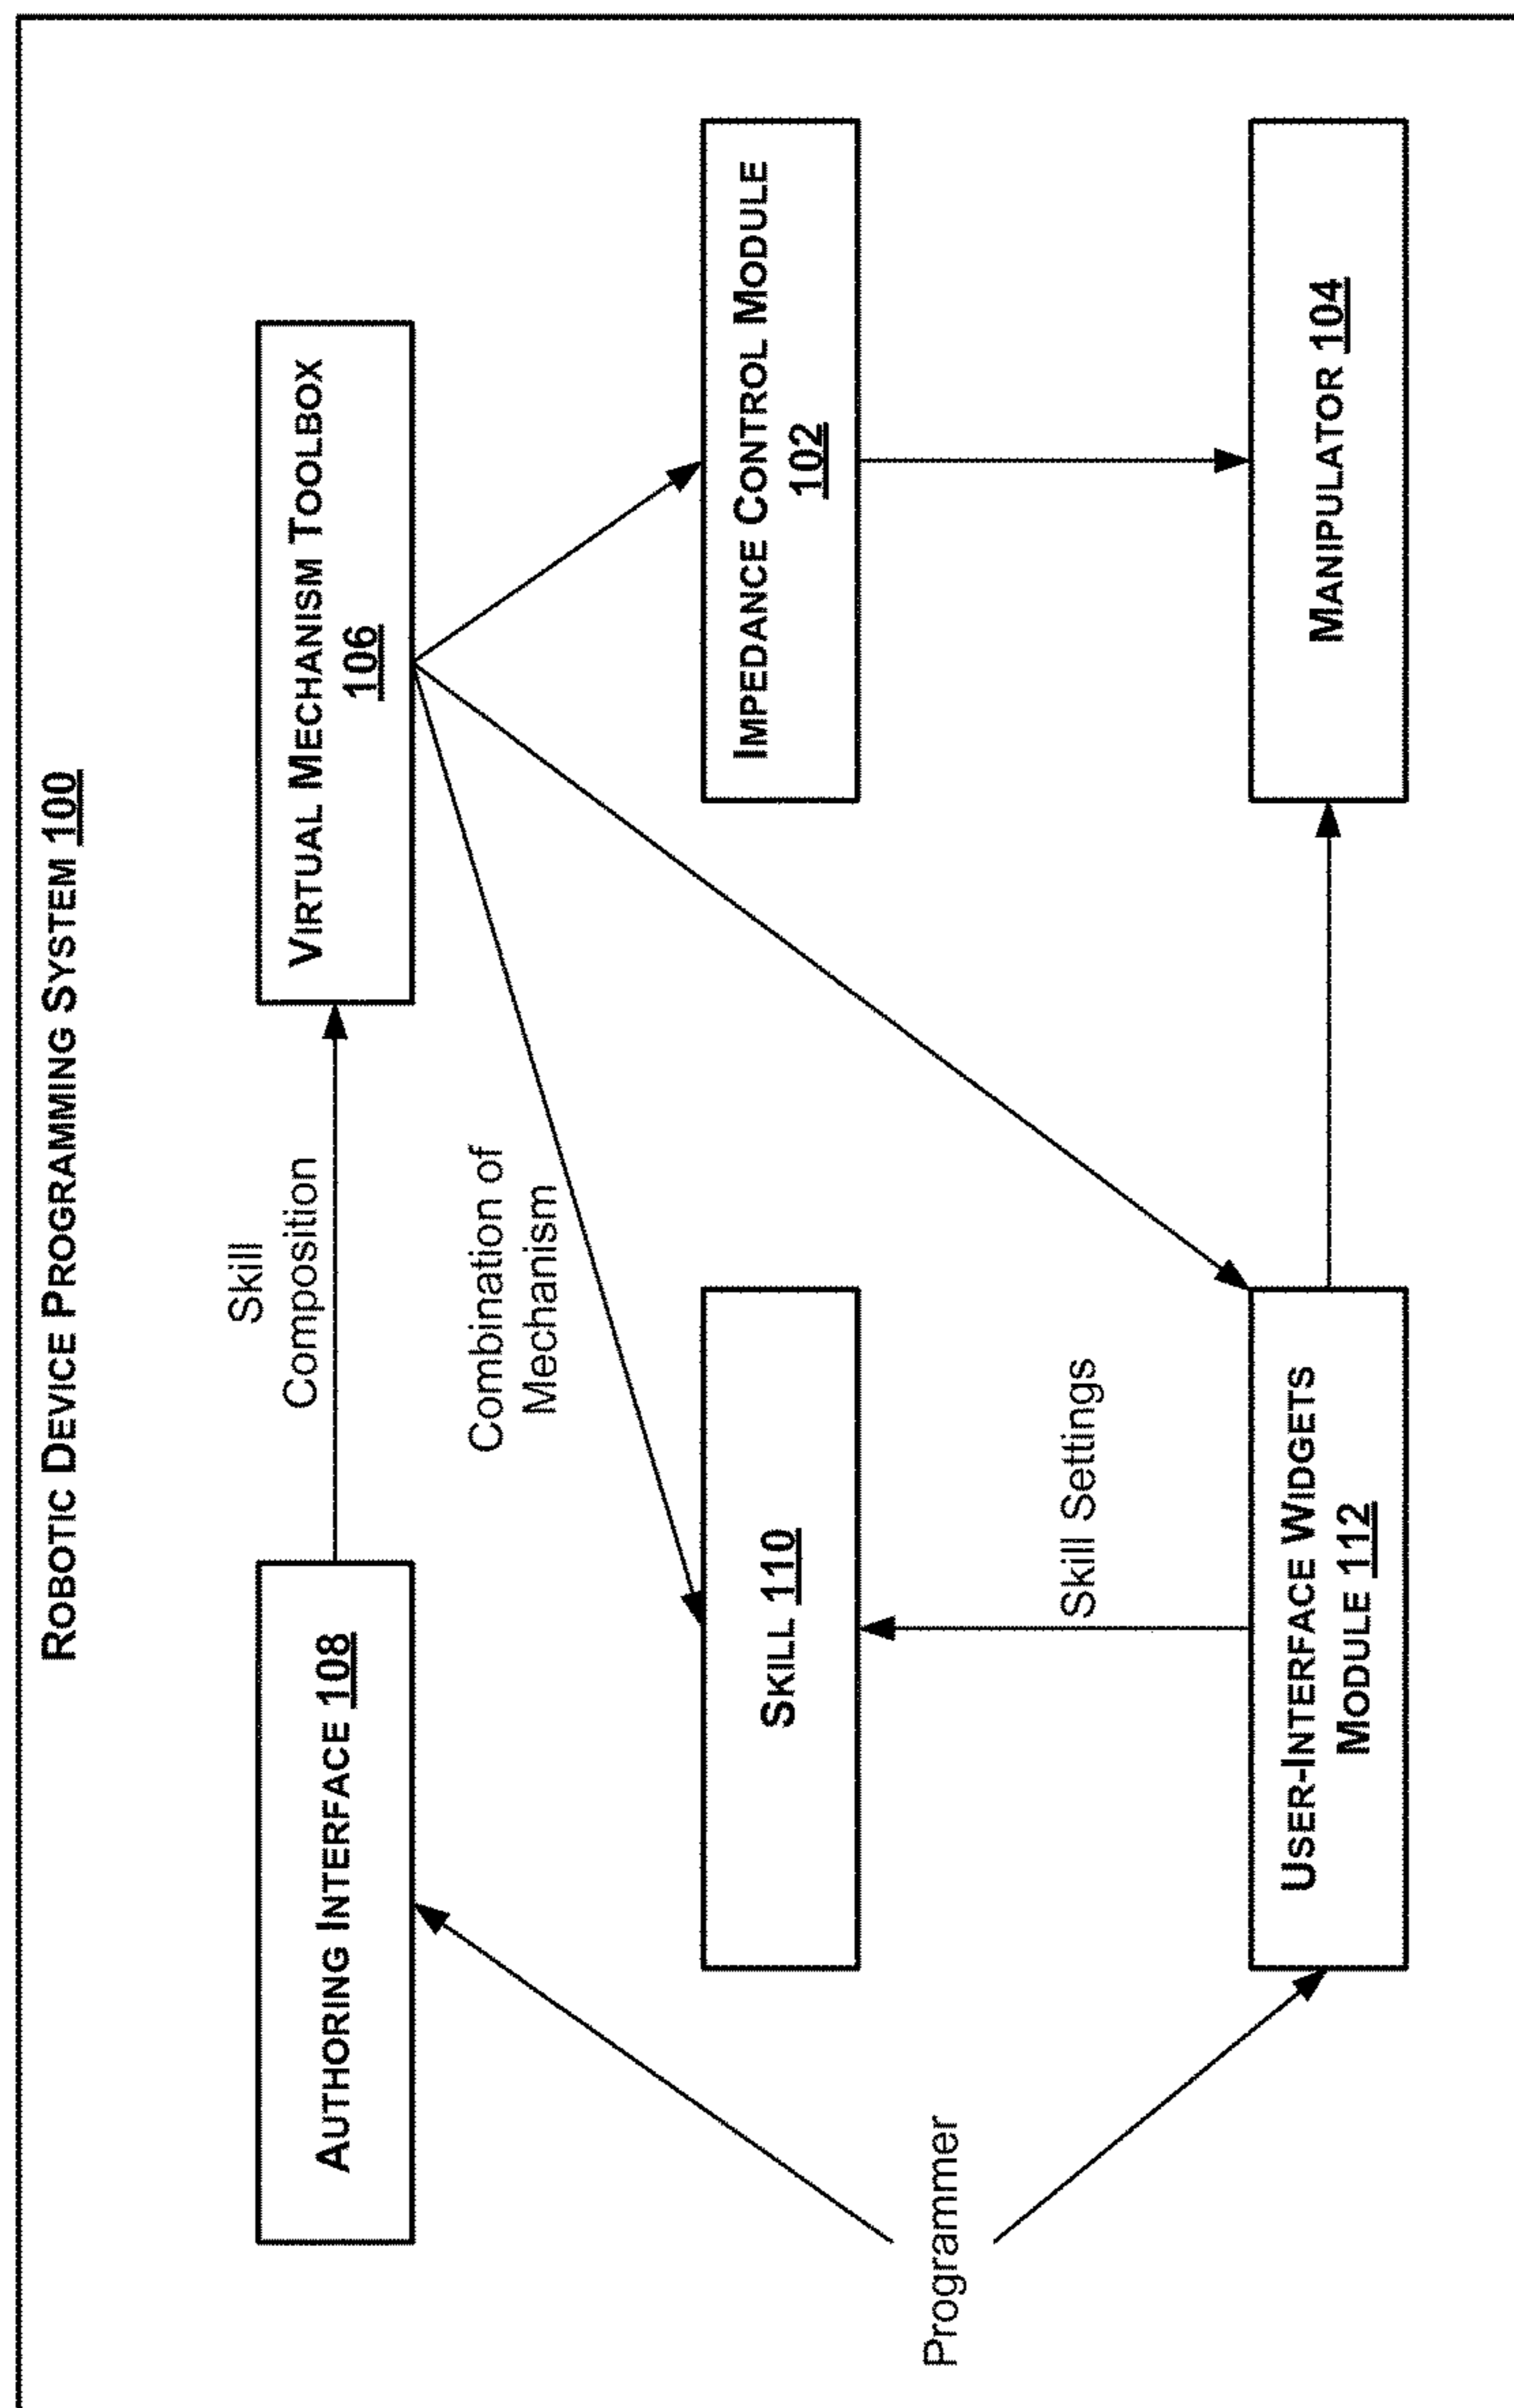 ROBOTIC DEVICE PROGRAMMING SYSTEM 100
AUTHORING INTERFACE 108
Skill
Composition
VIRTUAL MECHANISM TOOLBOX
106
Combination of
Mechanism
SKILL 110
IMPEDANCE CONTROL MODULE
102
Programmer
Skill Settings
USER-INTERFACE WIDGETS
MODULE 112
MANIPULATOR 104